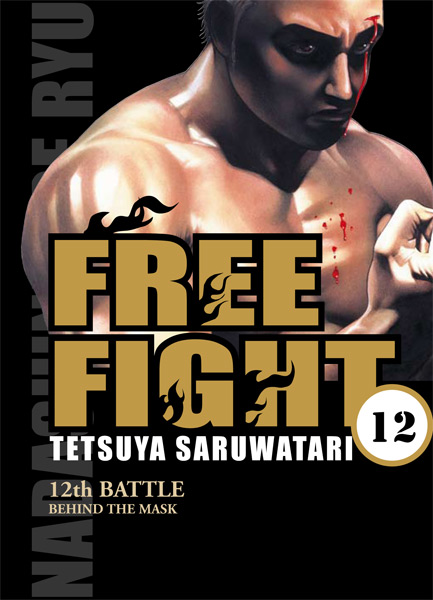 FREE
FIGHT
12
TETSUYA SARUWATARI
12th BATTLE
BEHIND THE MASK